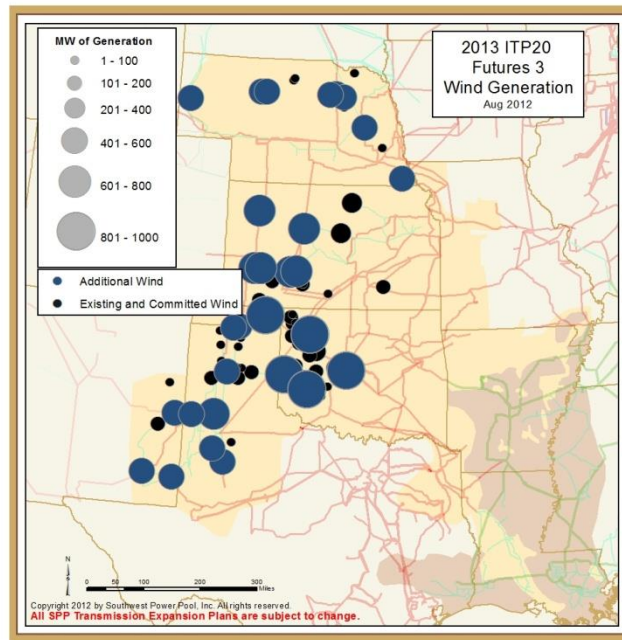 MW of Generation
1 - 100
101 - 200
201 - 400
401 - 600
601 - 800
801 - 1000
Additional Wind
Existing and Committed Wind
2013 ITP20
Futures 3
Wind Generation
Aug 2012
N
0 50 100 200 300
Miles
Copyright 2012 by Southwest Power Pool, Inc. All rights reserved.
All SPP Transmission Expansion Plans are subject to change.